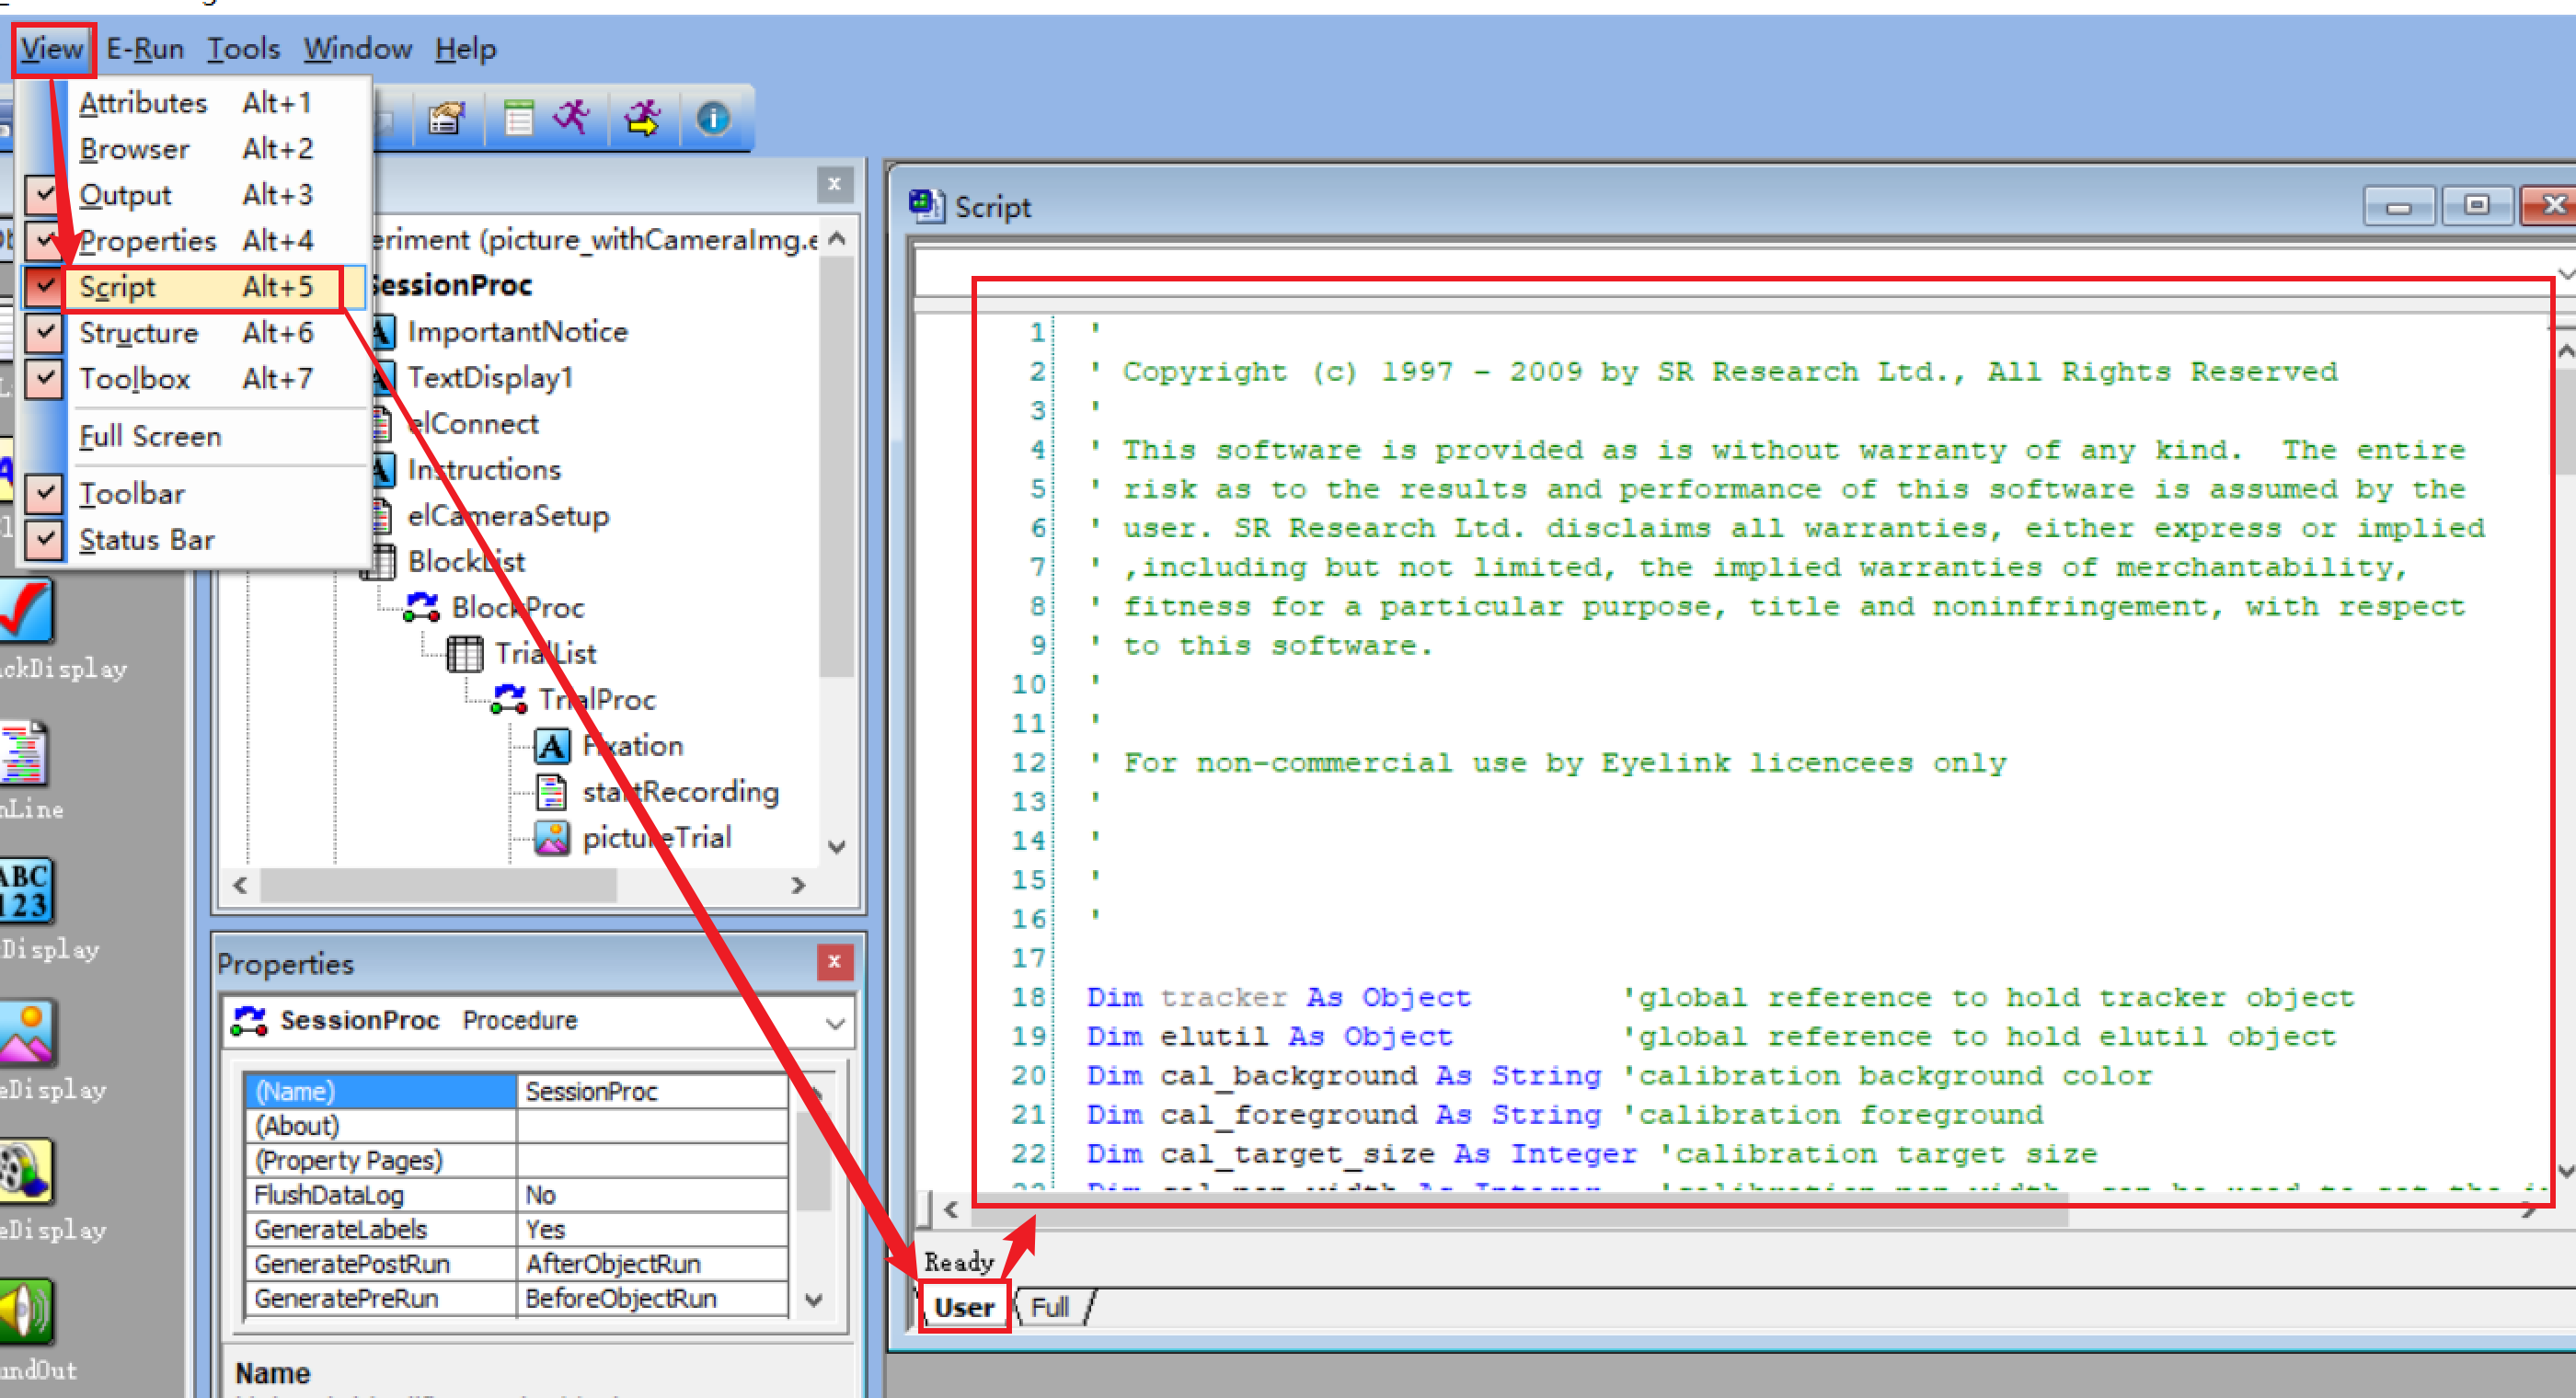 View E-Run Tools Window Help
Attributes Alt+1
Browser Alt+2
Output Alt+3
Properties Alt+4
Script Alt+5
Structure Alt+6
Toolbox Alt+7
Full Screen
Toolbar
Status Bar
eriment (picture_withCameraImg.e
SessionProc
ImportantNotice
TextDisplay1
elConnect
Instructions
elCameraSetup
BlockList
BlockProc
TrialList
TrialProc
Fixation
startRecording
pictureTrial
ckDisplay
nLine
ABC
123
Display
eDisplay
eDisplay
undOut
Properties
SessionProc Procedure
(Name) SessionProc
(About)
(Property Pages)
FlushDataLog No
GenerateLabels Yes
GeneratePostRun AfterObjectRun
GeneratePreRun BeforeObjectRun
Name
Script
1 '
2 ' Copyright (c) 1997 - 2009 by SR Research Ltd., All Rights Reserved
3 '
4 ' This software is provided as is without warranty of any kind.  The entire
5 ' risk as to the results and performance of this software is assumed by the
6 ' user. SR Research Ltd. disclaims all warranties, either express or implied
7 ' ,including but not limited, the implied warranties of merchantability,
8 ' fitness for a particular purpose, title and noninfringement, with respect
9 ' to this software.
10 '
11 '
12 ' For non-commercial use by Eyelink licencees only
13 '
14 '
15 '
16 '
17
18 Dim tracker As Object 'global reference to hold tracker object
19 Dim elutil As Object 'global reference to hold elutil object
20 Dim cal_background As String 'calibration background color
21 Dim cal_foreground As String 'calibration foreground
22 Dim cal_target_size As Integer 'calibration target size
Ready
User Full